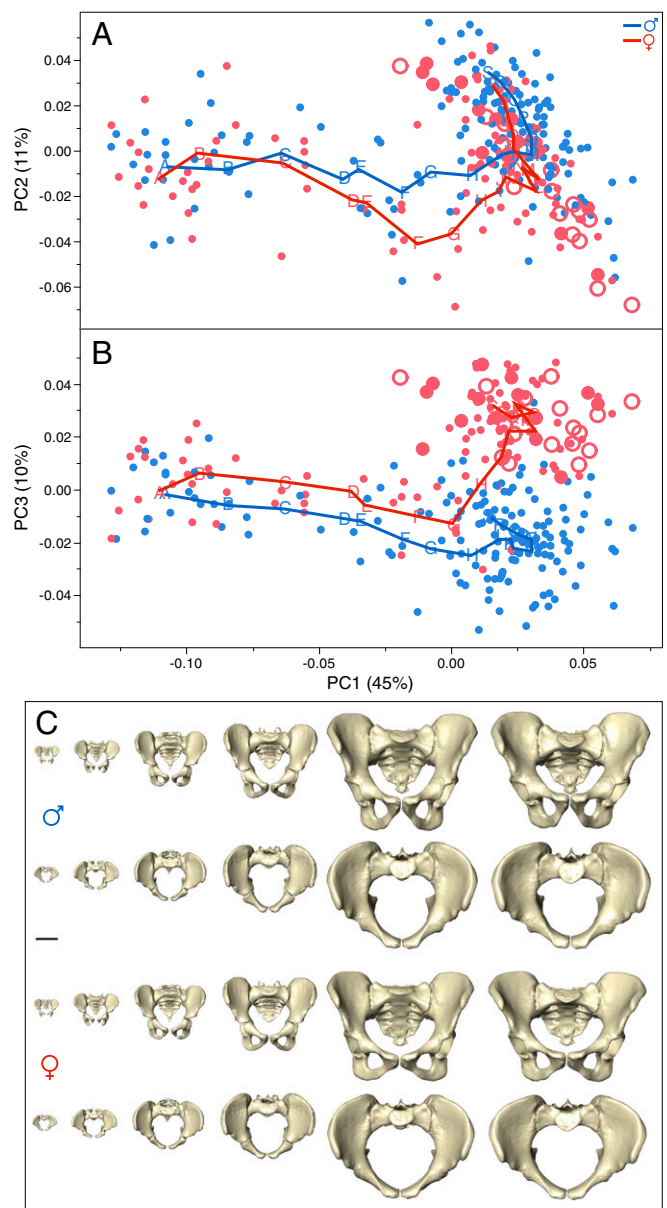 A
♂
♀
0.04
0.02
0.00
-0.02
-0.04
-0.06
PC2 (11%)
A B C D E G
A B D E F G H
B
0.04
0.02
0.00
-0.02
-0.04
PC3 (10%)
A B C D E F G
A B C D E F G H
-0.10
-0.05
0.00
0.05
PC1 (45%)
C
♂
♀